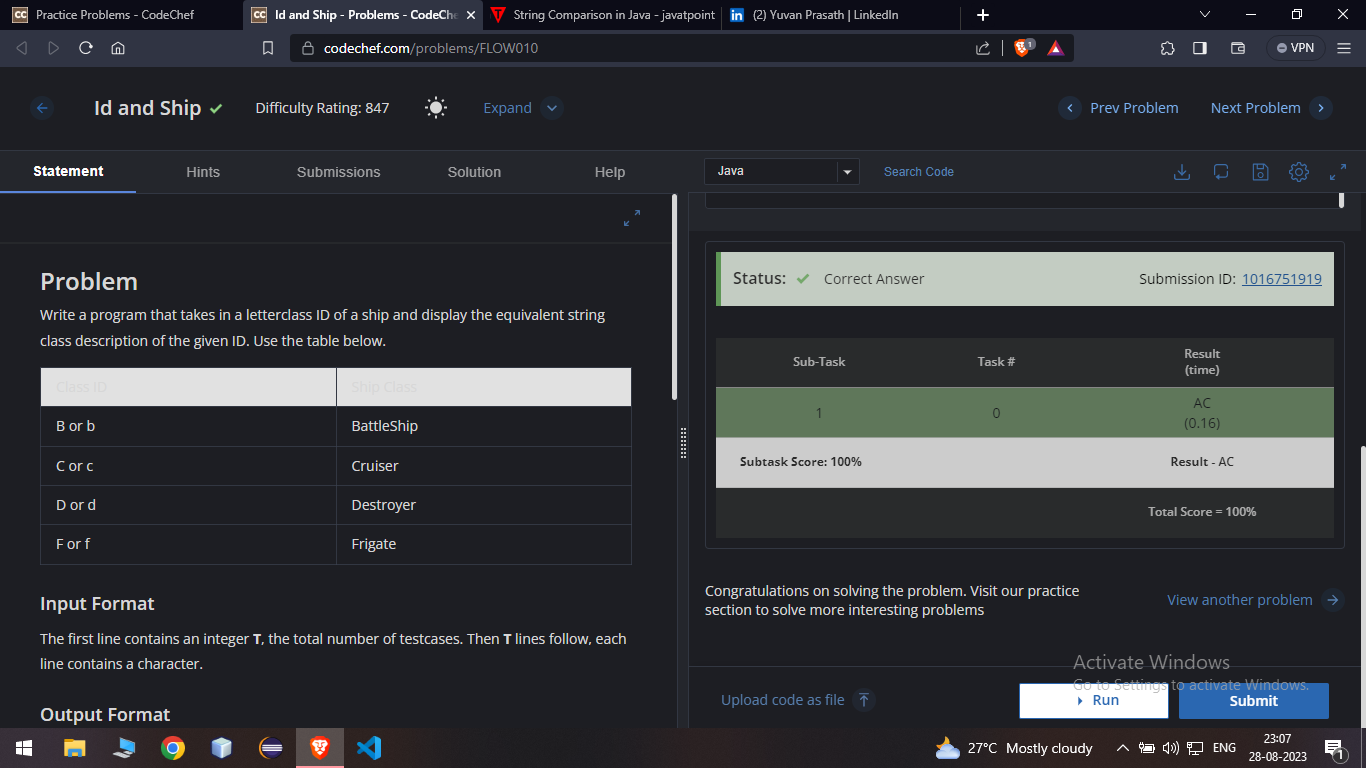 Practice Problems - CodeChef
Id and Ship - Problems - CodeChe
String Comparison in Java - javatpoint
(2) Yuvan Prasath | LinkedIn
codechef.com/problems/FLOW010
1
VPN
Id and Ship
Difficulty Rating: 847
Expand
Prev Problem
Next Problem
Statement
Hints
Submissions
Solution
Help
Java
Search Code
Problem
Write a program that takes in a letterclass ID of a ship and display the equivalent string
class description of the given ID. Use the table below.
Class ID
Ship Class
B or b
BattleShip
C or c
Cruiser
D or d
Destroyer
F or f
Frigate
Input Format
The first line contains an integer T, the total number of testcases. Then T lines follow, each
line contains a character.
Output Format
Status:
Correct Answer
Submission ID: 1016751919
Sub-Task
Task #
Result
(time)
1
0
AC
(0.16)
Subtask Score: 100%
Result - AC
Total Score = 100%
Congratulations on solving the problem. Visit our practice
section to solve more interesting problems
View another problem
Activate Windows
Go to Settings to activate Windows.
Upload code as file
Run
Submit
27°C Mostly cloudy
ENG
23:07
28-08-2023
1